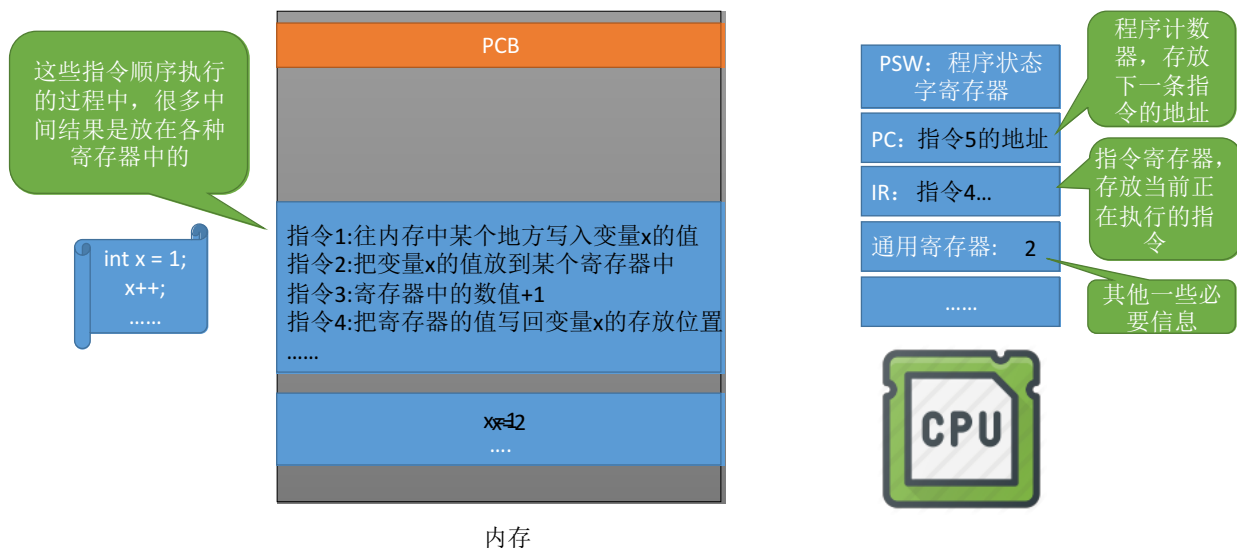 PCB
这些指令顺序执行
的过程中，很多中
间结果是放在各种
寄存器中的
int x = 1;
x++;
……
指令1:往内存中某个地方写入变量x的值
指令2:把变量x的值放到某个寄存器中
指令3:寄存器中的数值+1
指令4:把寄存器的值写回变量x的存放位置
……
….
内存
PSW：程序状态
字寄存器
PC：指令5的地址
IR：指令4…
通用寄存器: 2
……
程序计数
器，存放
下一条指
令的地址
指令寄存器，
存放当前正
在执行的指
令
其他一些必
要信息
CPU